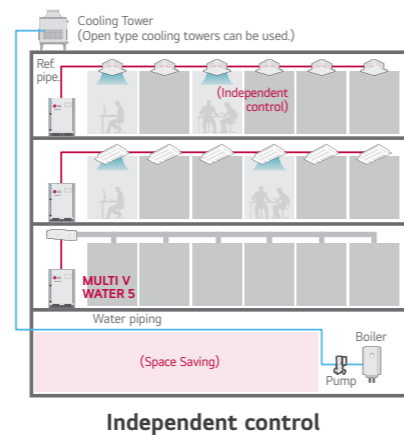 Cooling Tower
(Open type cooling towers can be used.)
Ref.
pipe.
(Independent
control)
MULTI V
WATER 5
Water piping
Boiler
(Space Saving)
Pump
Independent control